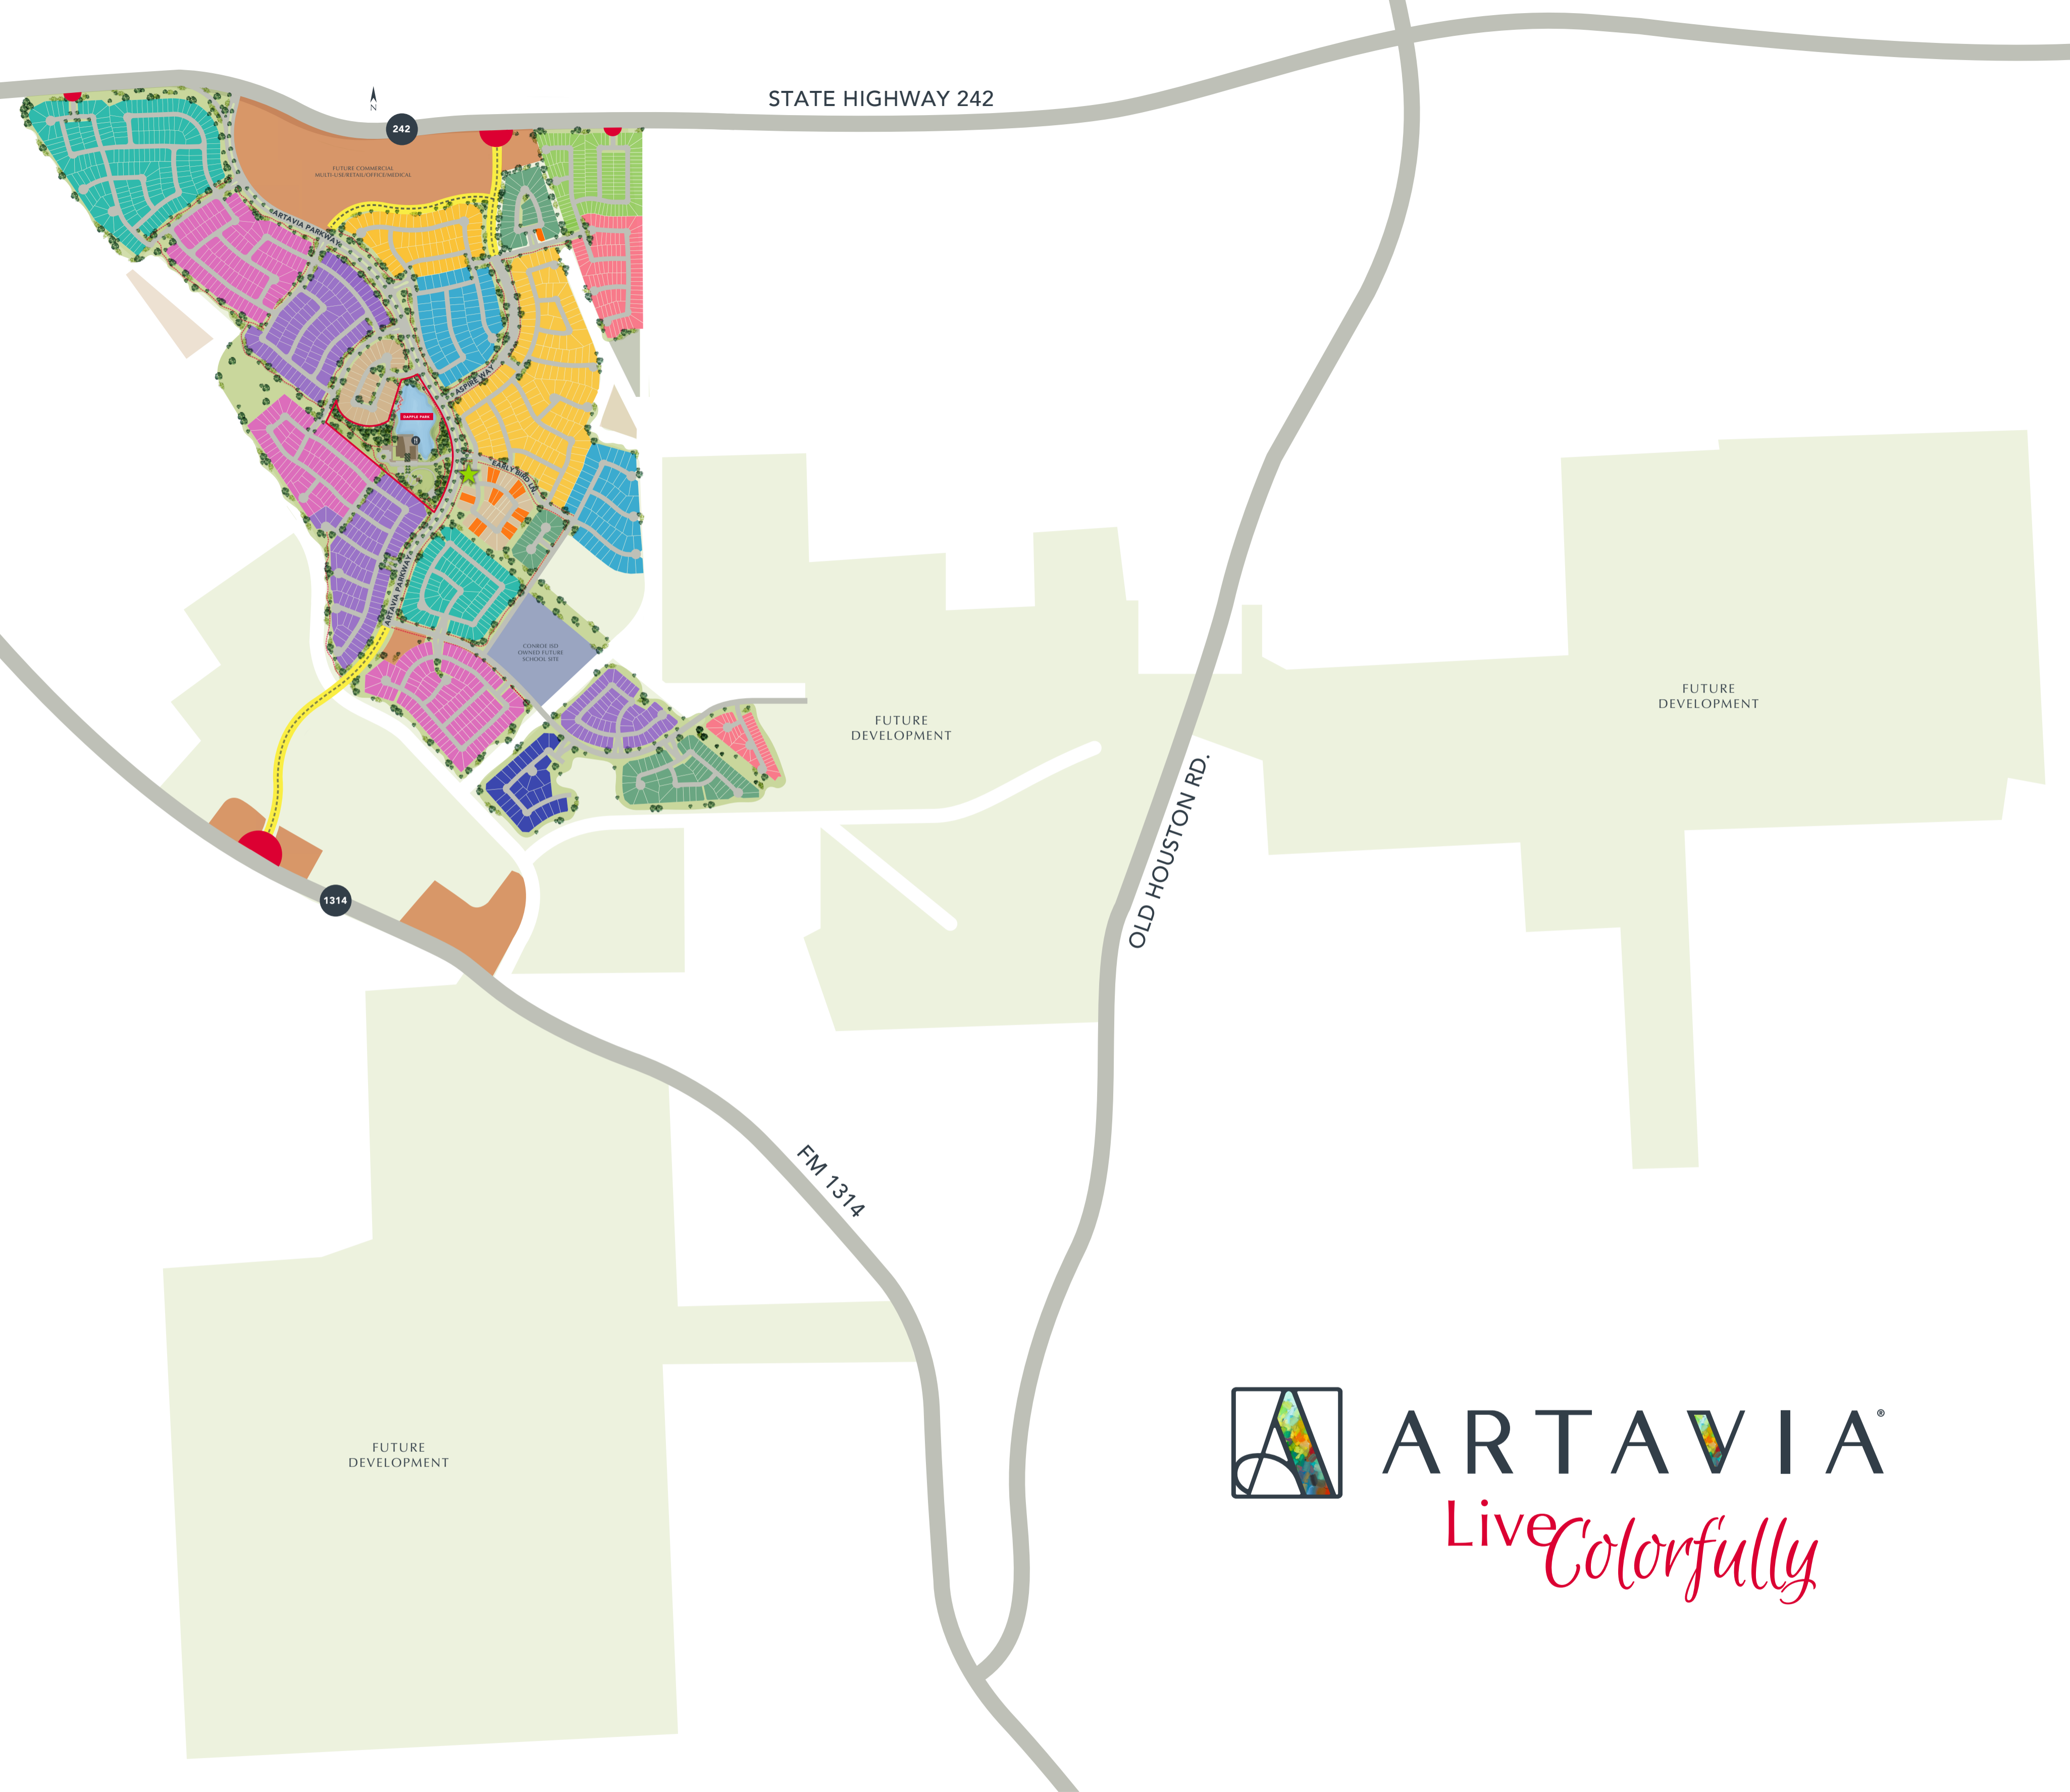 STATE HIGHWAY 242
N
242
FUTURE COMMERCIAL
MULTI-USE/RETAIL/OFFICE/MEDICAL
ARTAVIA PARKWAY
ASPIRE WAY
DAPPLE PARK
EARLY BIRD LN
ARTAVIA PARKWAY
CONROE ISD
OWNED FUTURE
SCHOOL SITE
FUTURE
DEVELOPMENT
FUTURE
DEVELOPMENT
OLD HOUSTON RD.
1314
FM 1314
FUTURE
DEVELOPMENT
ARTAVIA®
Live Colorfully